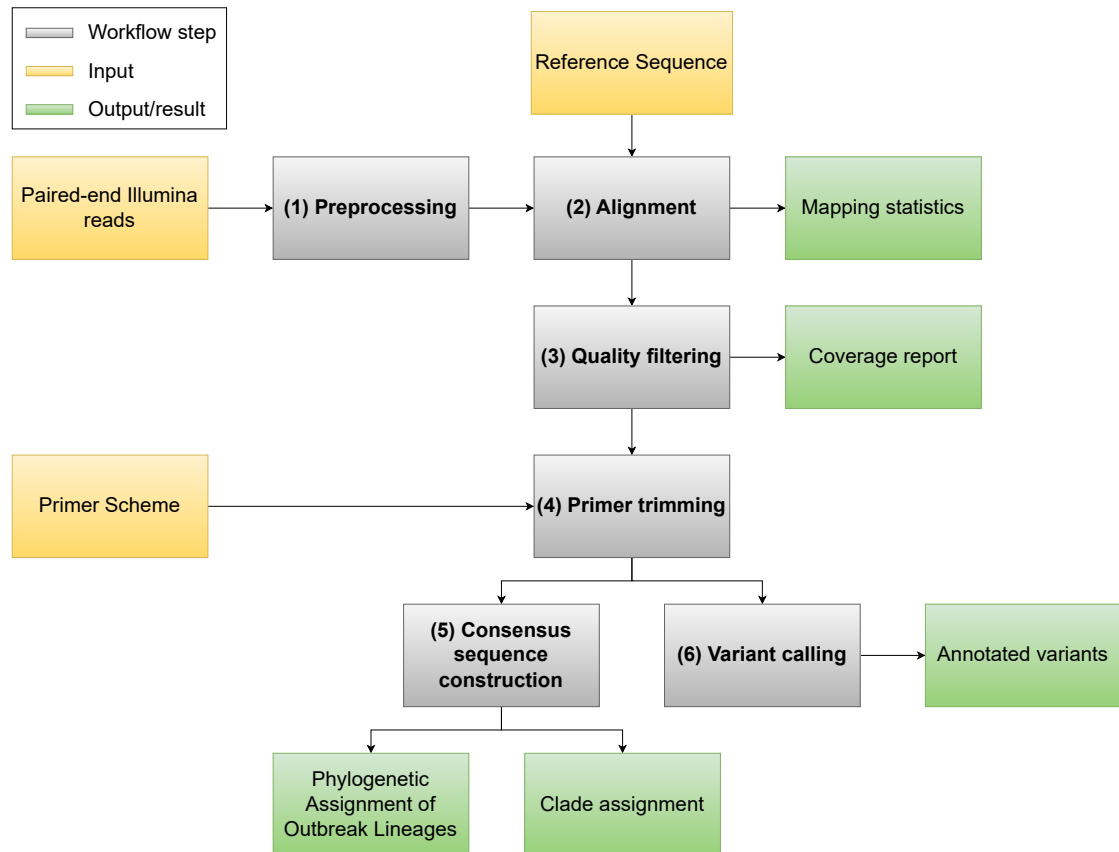 Workflow step
Input
Output/result
Reference Sequence
Paired-end Illumina
reads
(1) Preprocessing
(2) Alignment
Mapping statistics
(3) Quality filtering
Coverage report
Primer Scheme
(4) Primer trimming
(5) Consensus
sequence
construction
(6) Variant calling
Annotated variants
Phylogenetic
Assignment of
Outbreak Lineages
Clade assignment